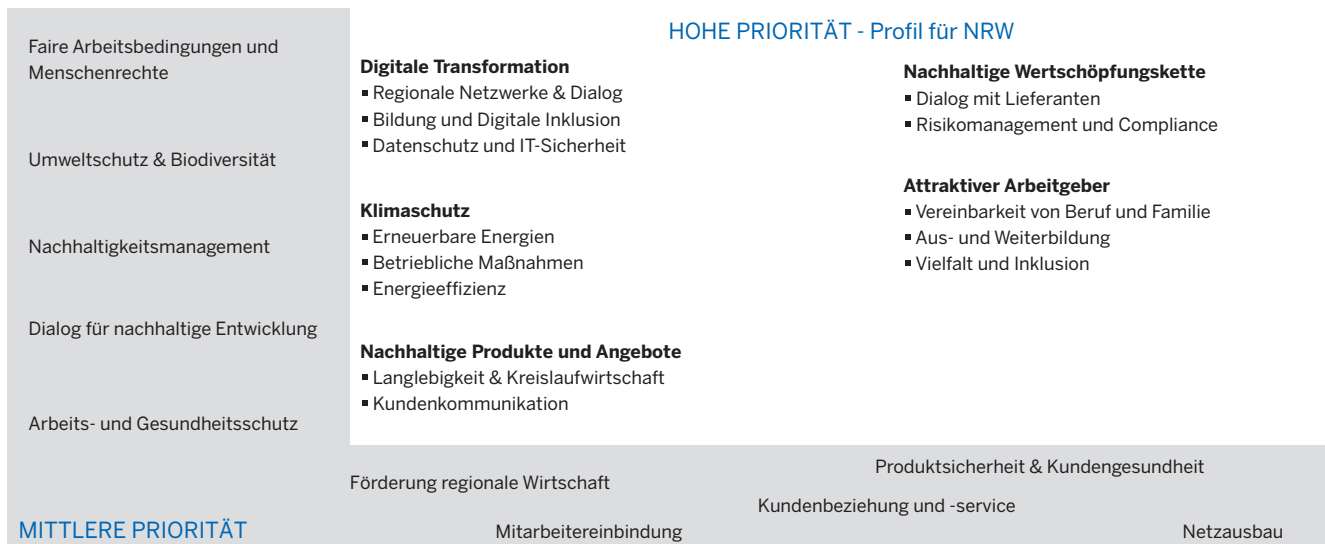 HOHE PRIORITÄT - Profil für NRW
Faire Arbeitsbedingungen und
Menschenrechte
Umweltschutz & Biodiversität
Nachhaltigkeitsmanagement
Dialog für nachhaltige Entwicklung
Arbeits- und Gesundheitsschutz
Digitale Transformation
▪ Regionale Netzwerke & Dialog
▪ Bildung und Digitale Inklusion
▪ Datenschutz und IT-Sicherheit
Klimaschutz
▪ Erneuerbare Energien
▪ Betriebliche Maßnahmen
▪ Energieeffizienz
Nachhaltige Produkte und Angebote
▪ Langlebigkeit & Kreislaufwirtschaft
▪ Kundenkommunikation
Nachhaltige Wertschöpfungskette
▪ Dialog mit Lieferanten
▪ Risikomanagement und Compliance
Attraktiver Arbeitgeber
▪ Vereinbarkeit von Beruf und Familie
▪ Aus- und Weiterbildung
▪ Vielfalt und Inklusion
Produktsicherheit & Kundengesundheit
Förderung regionale Wirtschaft
Kundenbeziehung und -service
MITTLERE PRIORITÄT
Mitarbeitereinbindung
Netzausbau